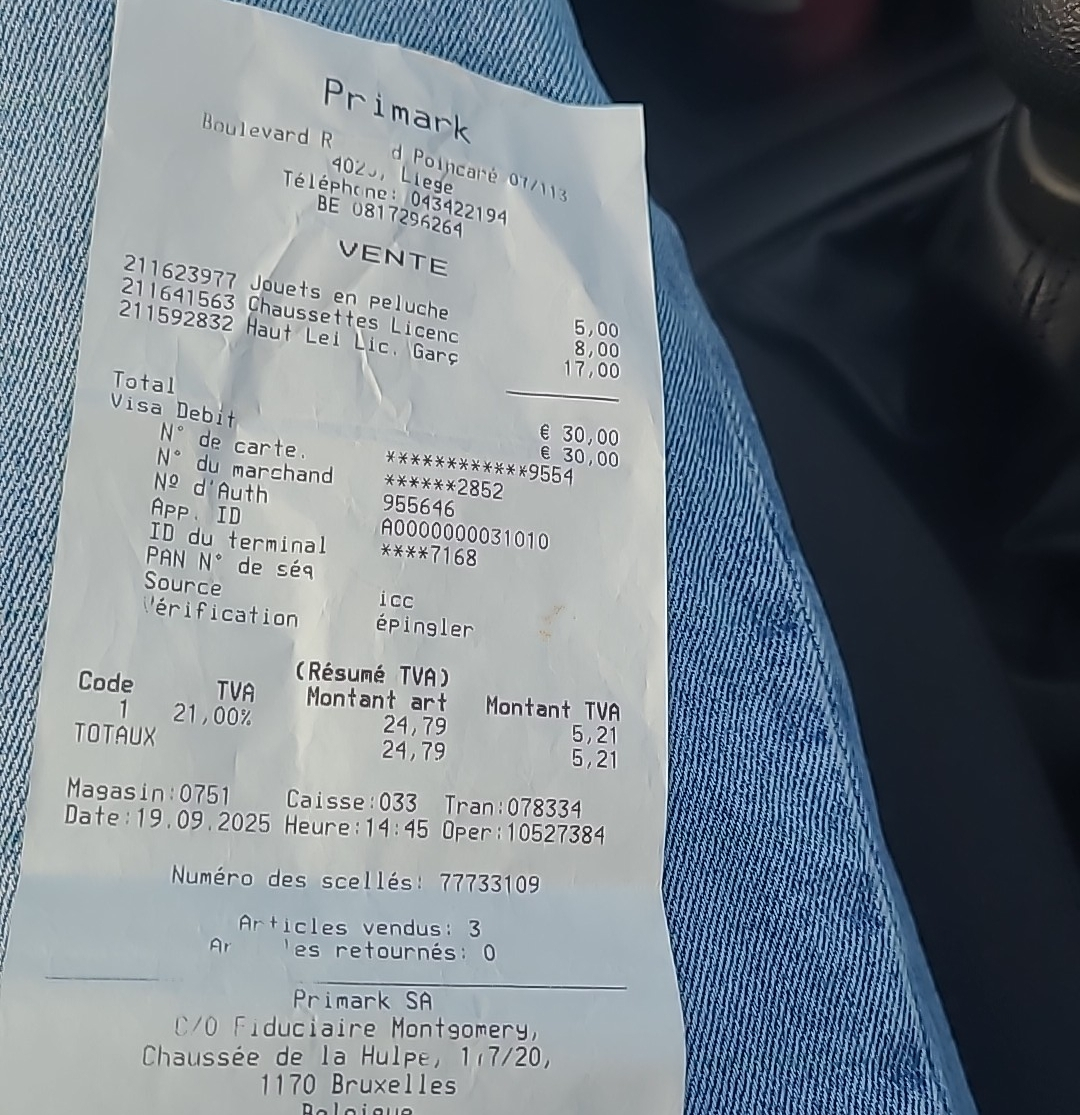 Primark
Boulevard R d Poincaré 07/113
Liege
Téléphone: 043422194
BE 0817296264
VENTE
211623977 Jouets en peluche 5,00
211641563 Chaussettes Licenc 8,00
211592832 Haut Lei Lic. Garç 17,00
Total € 30,00
Visa Debit € 30,00
N° de carte. ************9554
N° du marchand ******2852
Nº d'Auth 955646
App. ID A0000000031010
ID du terminal ****7168
PAN N° de séq
Source icc
Vérification épingler
(Résumé TVA)
Code TVA Montant art Montant TVA
1 21,00% 24,79 5,21
TOTAUX 24,79 5,21
Magasin:0751 Caisse:033 Tran:078334
Date:19.09.2025 Heure:14:45 Oper:10527384
Numéro des scellés: 77733109
Articles vendus: 3
Ar es retournés: 0
Primark SA
C/O Fiduciaire Montgomery,
Chaussée de la Hulpe,
1170 Bruxelles
Belgique